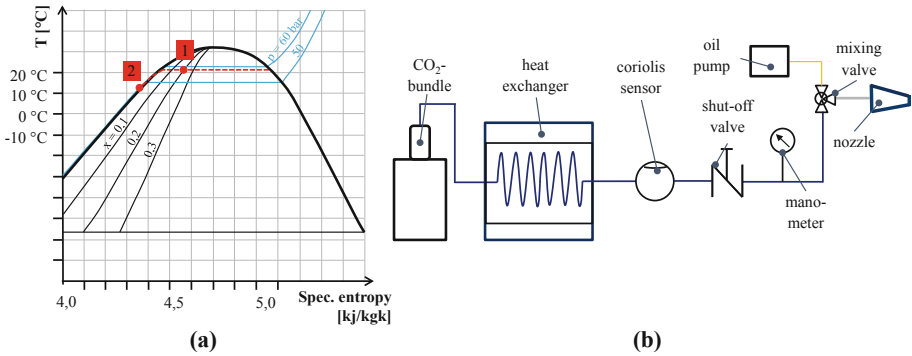 T [°C]
20 °C
10 °C
0 °C
-10 °C
2
1
p = 60 bar
50
x = 0,1
0,2
0,3
4,0
4,5
5,0
Spec. entropy
[kj/kgk]
(a)
CO₂-
bundle
heat
exchanger
coriolis
sensor
shut-off
valve
mano-
meter
oil
pump
mixing
valve
nozzle
(b)